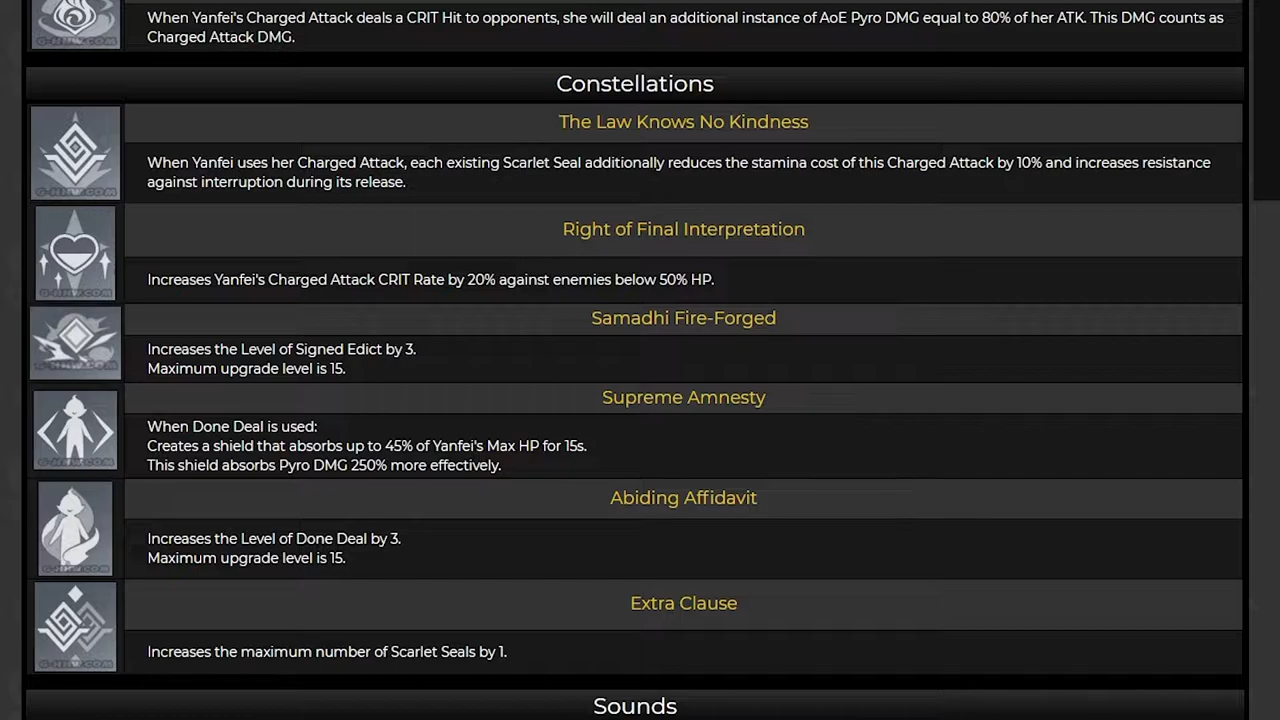 When Yanfei's Charged Attack deals a CRIT Hit to opponents, she will deal an additional instance of AoE Pyro DMG equal to 80% of her ATK. This DMG counts as
Charged Attack DMG.
Constellations
The Law Knows No Kindness
When Yanfei uses her Charged Attack, each existing Scarlet Seal additionally reduces the stamina cost of this Charged Attack by 10% and increases resistance
against interruption during its release.
Right of Final Interpretation
Increases Yanfei's Charged Attack CRIT Rate by 20% against enemies below 50% HP.
Samadhi Fire-Forged
Increases the Level of Signed Edict by 3.
Maximum upgrade level is 15.
Supreme Amnesty
When Done Deal is used:
Creates a shield that absorbs up to 45% of Yanfei's Max HP for 15s.
This shield absorbs Pyro DMG 250% more effectively.
Abiding Affidavit
Increases the Level of Done Deal by 3.
Maximum upgrade level is 15.
Extra Clause
Increases the maximum number of Scarlet Seals by 1.
Sounds